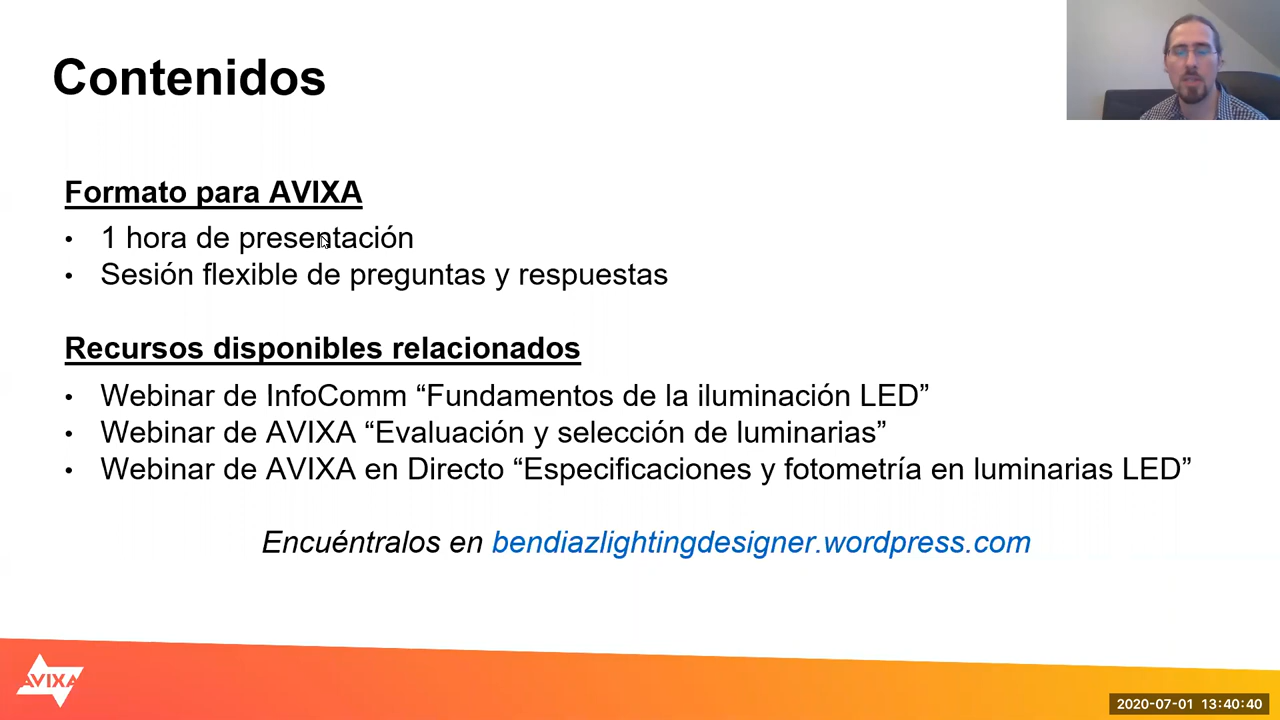 Contenidos
Formato para AVIXA
• 1 hora de presentación
• Sesión flexible de preguntas y respuestas
Recursos disponibles relacionados
• Webinar de InfoComm “Fundamentos de la iluminación LED”
• Webinar de AVIXA “Evaluación y selección de luminarias”
• Webinar de AVIXA en Directo “Especificaciones y fotometría en luminarias LED”
Encuéntralos en bendiazlightingdesigner.wordpress.com
AVIXA
2020-07-01 13:40:40